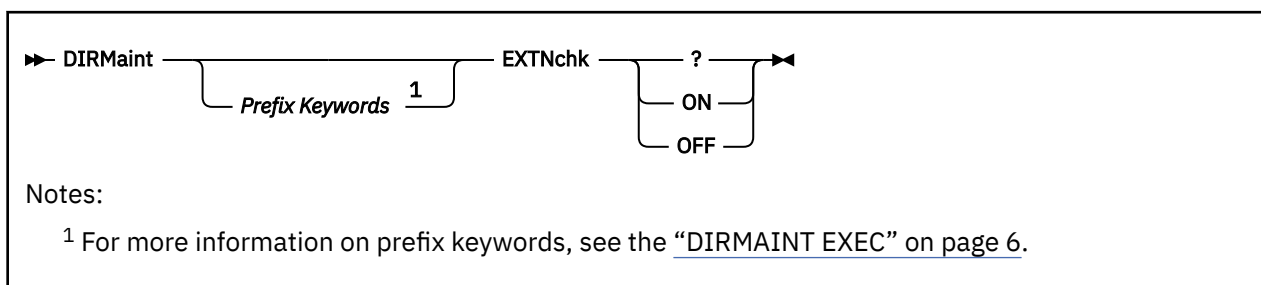 DIRMaint Prefix Keywords 1 EXTNchk ? ON OFF
Notes:
1 For more information on prefix keywords, see the “DIRMAINT EXEC” on page 6.